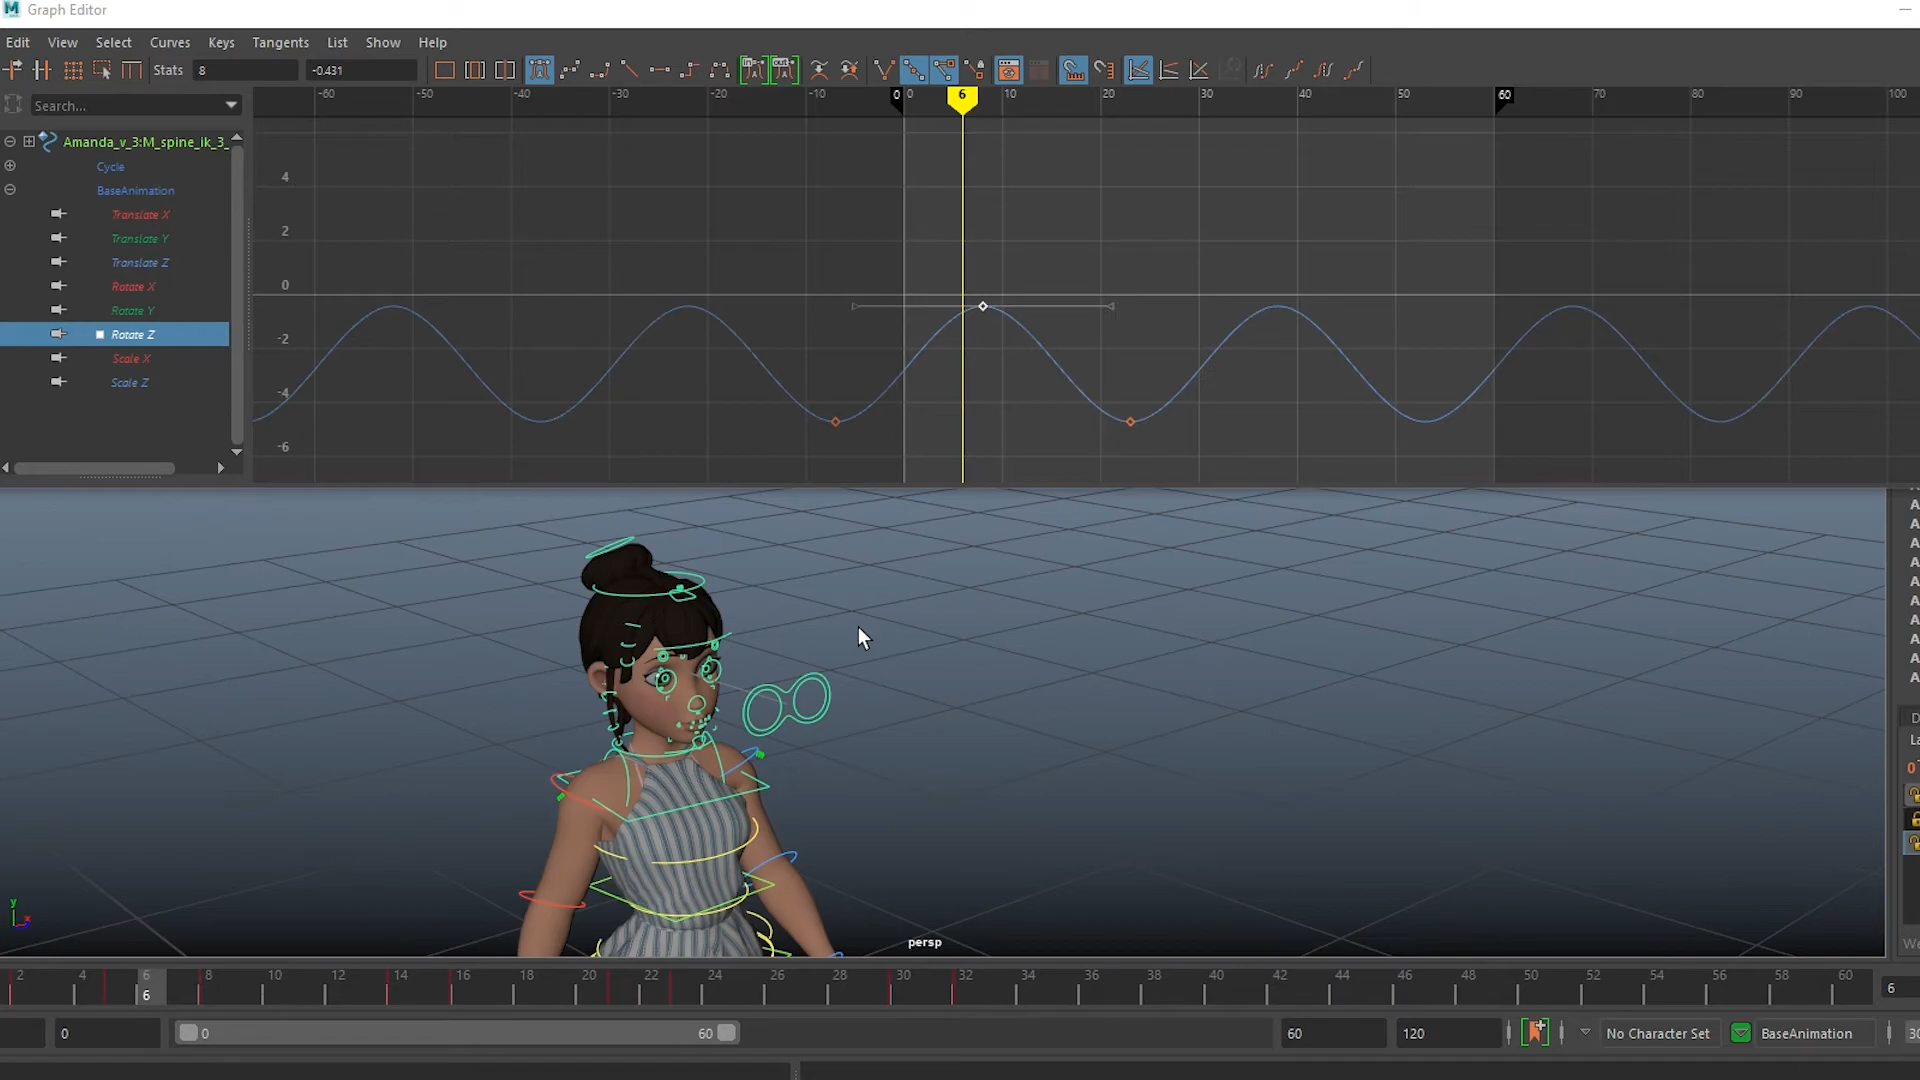 Graph Editor
Edit View Select Curves Keys Tangents List Show Help
Stats 8 -0.431
Search...
-60 -50 -40 -30 -20 -10 0 0 6 10 20 30 40 50 60 70 80 90 100
Amanda_v_3:M_spine_ik_3_
Cycle
BaseAnimation
Translate X
Translate Y
Translate Z
Rotate X
Rotate Y
Rotate Z
Scale X
Scale Z
4
2
0
-2
-4
-6
persp
y
x
2 4 6 8 10 12 14 16 18 20 22 24 26 28 30 32 34 36 38 40 42 44 46 48 50 52 54 56 58 60
6 6
0 0 60 60 120 No Character Set BaseAnimation 30